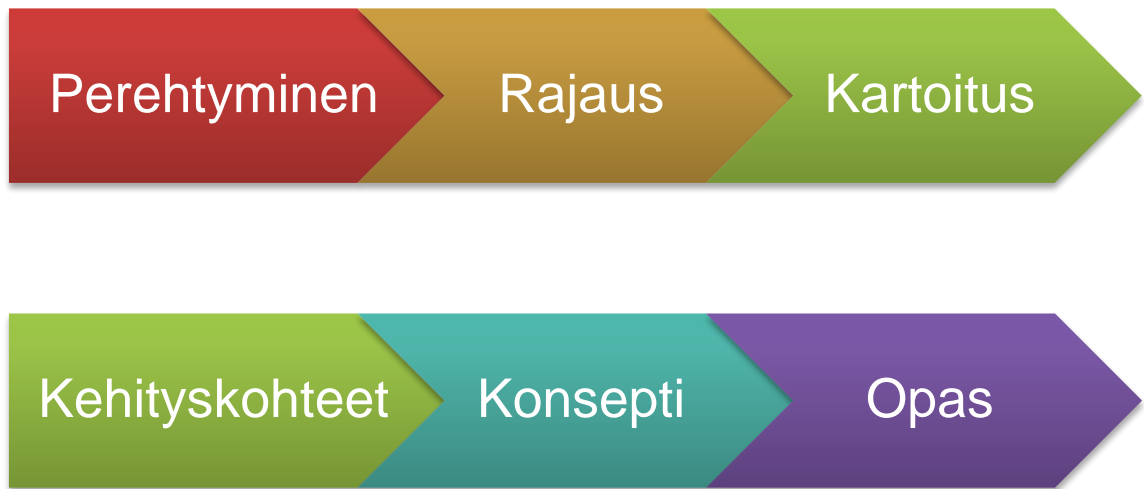 Perehtyminen
Rajaus
Kartoitus
Kehityskohteet
Konsepti
Opas